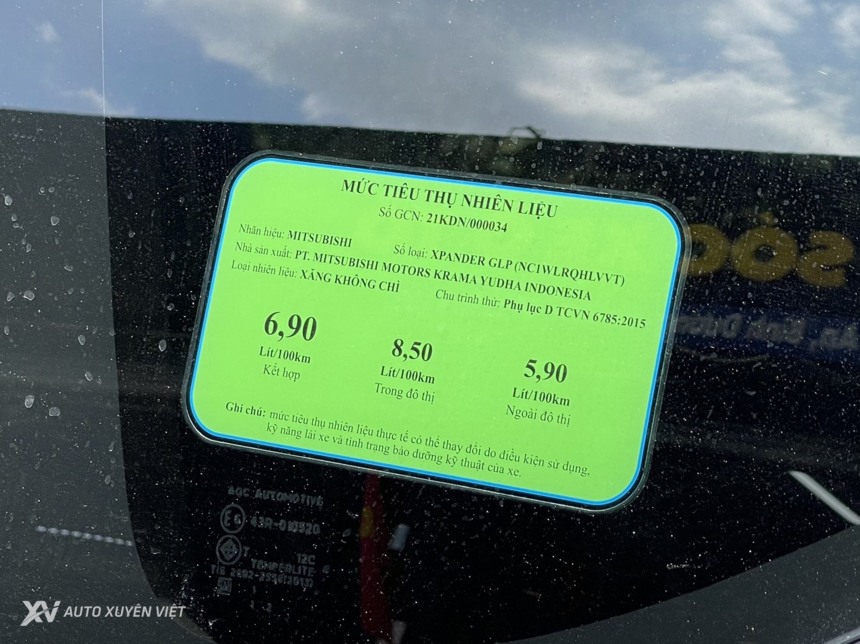 MỨC TIÊU THỤ NHIÊN LIỆU
Số GCN: 21KDN/000034
Nhãn hiệu: MITSUBISHI Số loại: XPANDER GLP (NC1WLRQHLVVT)
Nhà sản xuất: PT. MITSUBISHI MOTORS KRAMA YUDHA INDONESIA
Loại nhiên liệu: XĂNG KHÔNG CHÌ Chu trình thử: Phụ lục D TCVN 6785:2015
6,90 8,50 5,90
Lít/100km Lít/100km Lít/100km
Kết hợp Trong đô thị Ngoài đô thị
Ghi chú: mức tiêu thụ nhiên liệu thực tế có thể thay đổi do điều kiện sử dụng,
kỹ năng lái xe và tình trạng bảo dưỡng kỹ thuật của xe.
AGC AUTOMOTIVE
TEMPERLITE
XV AUTO XUYÊN VIỆT